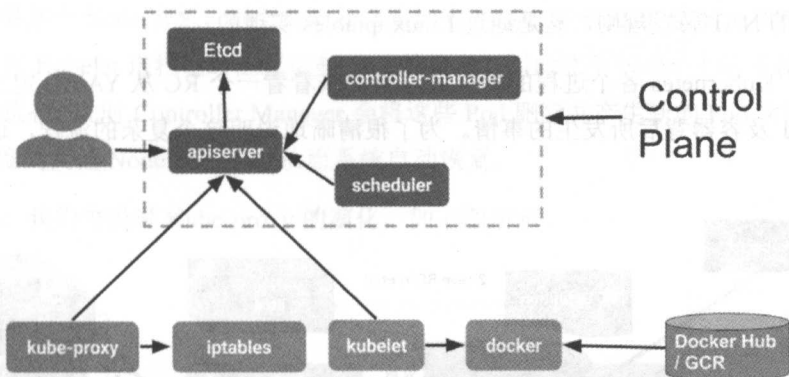 Etcd
controller-manager
Control
Plane
apiserver
scheduler
kube-proxy
iptables
kubelet
docker
Docker Hub
/ GCR